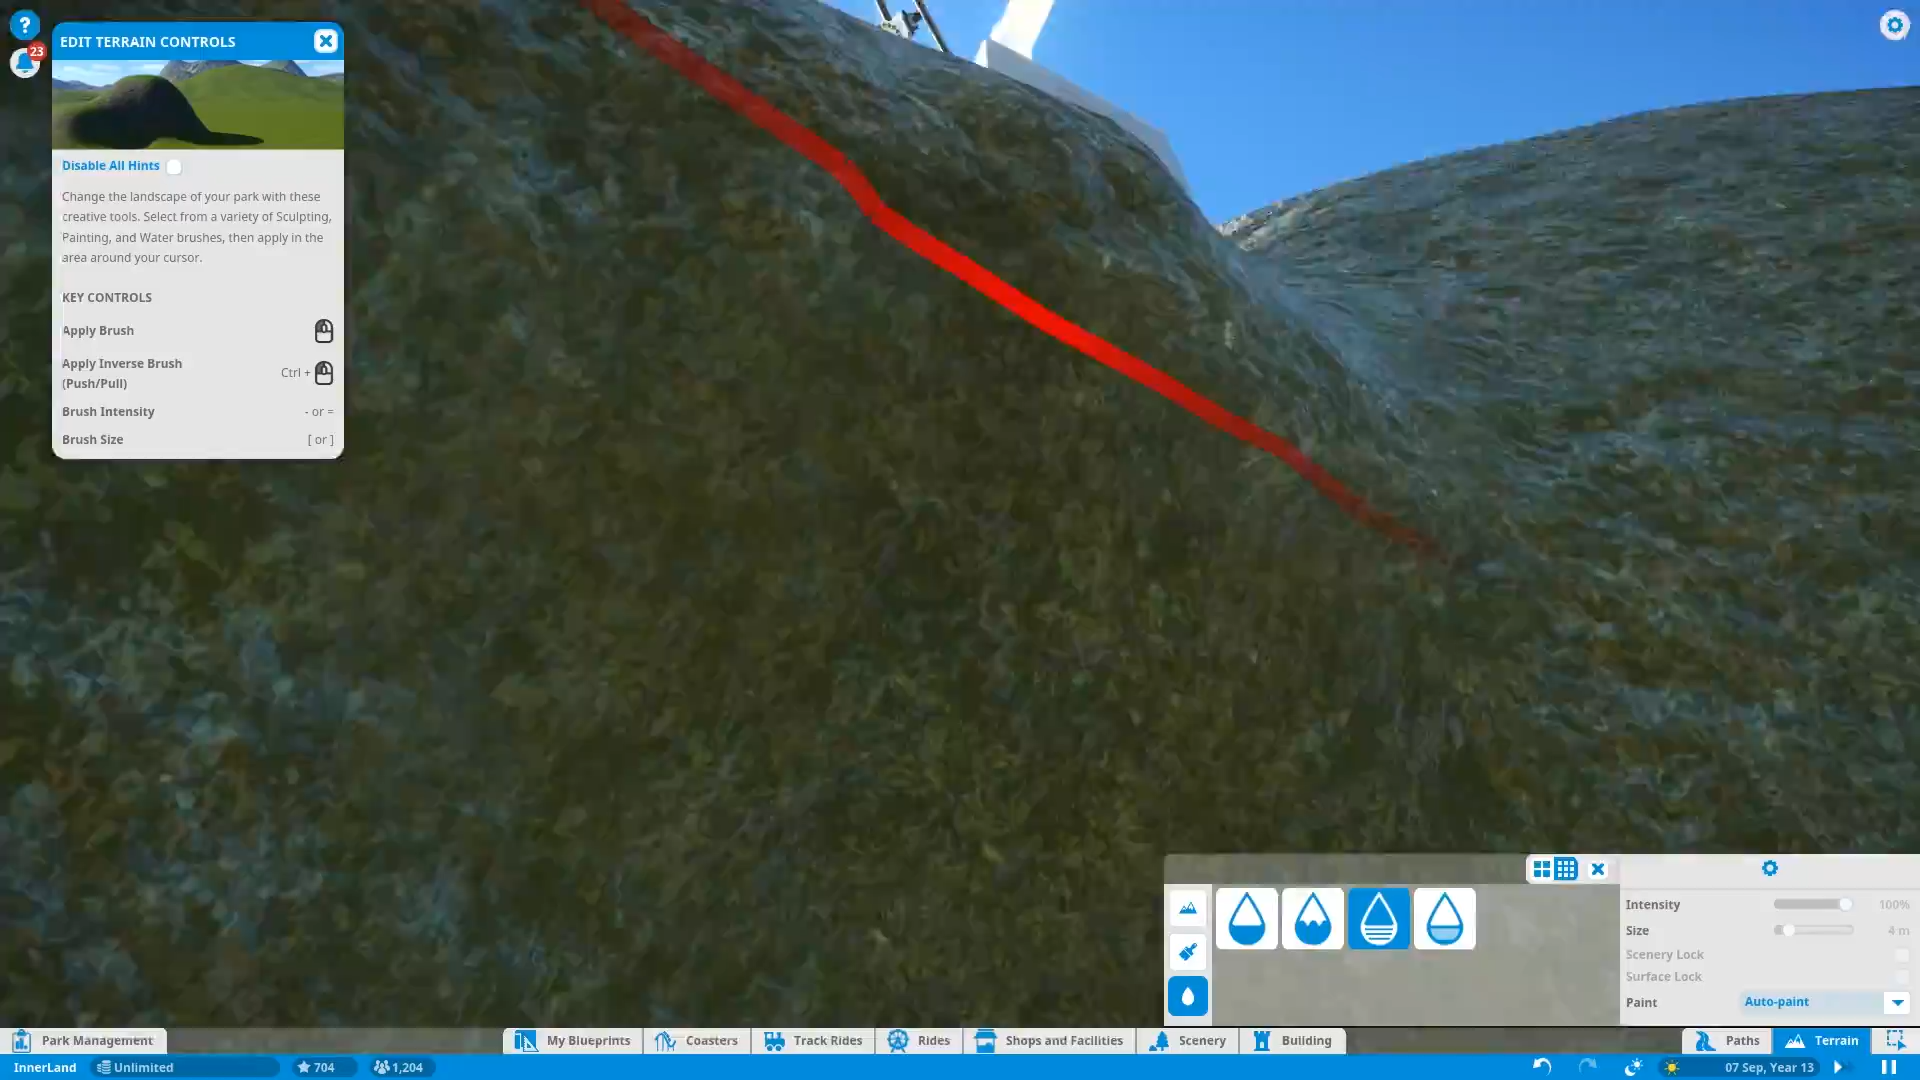 ?
23
EDIT TERRAIN CONTROLS
Disable All Hints
Change the landscape of your park with these
creative tools. Select from a variety of Sculpting,
Painting, and Water brushes, then apply in the
area around your cursor.
KEY CONTROLS
Apply Brush
Apply Inverse Brush
(Push/Pull)
Ctrl +
Brush Intensity
- or =
Brush Size
[ or ]
Intensity
100%
Size
4 m
Scenery Lock
Surface Lock
Paint
Auto-paint
Park Management
My Blueprints
Coasters
Track Rides
Rides
Shops and Facilities
Scenery
Building
Paths
Terrain
InnerLand
Unlimited
704
1,204
07 Sep, Year 13